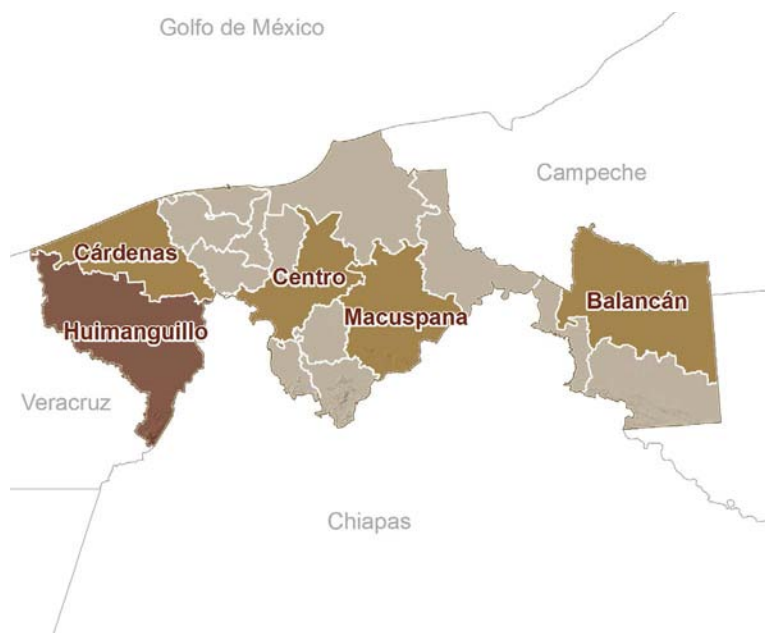 Golfo de México
Campeche
Cárdenas
Centro
Balancán
Huimanguillo
Macuspana
Veracruz
Chiapas